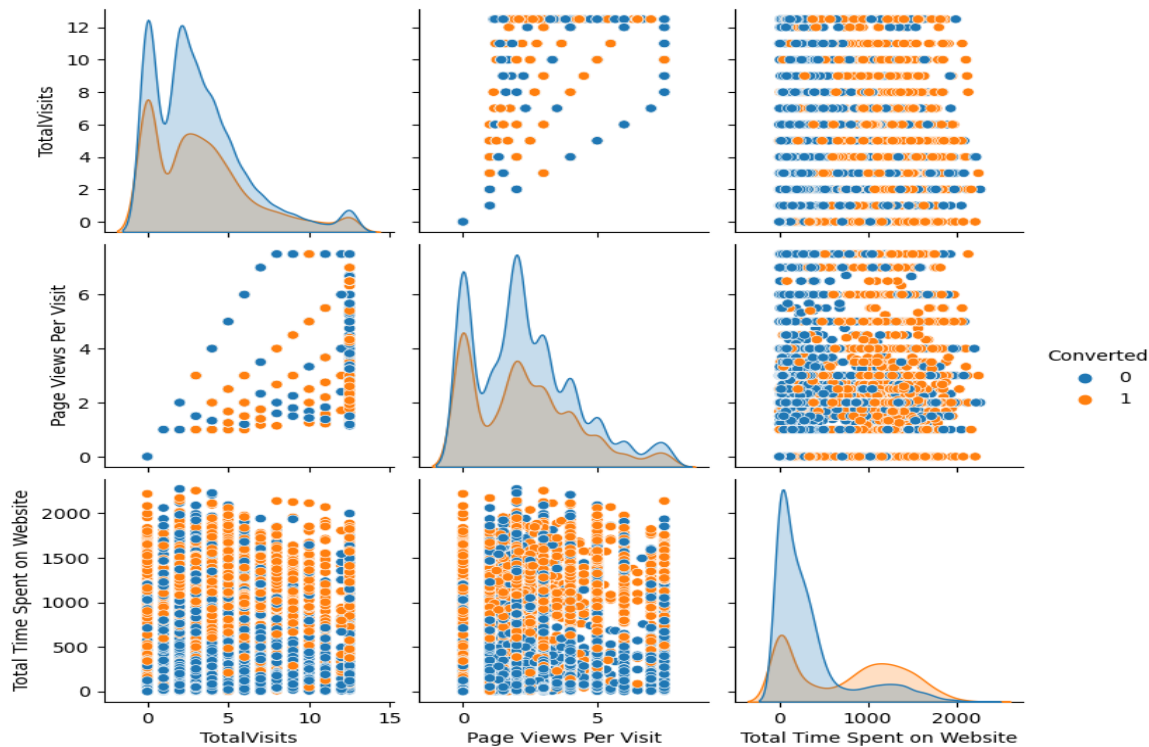 TotalVisits
12
10
8
6
4
2
0
Page Views Per Visit
6
4
2
0
Total Time Spent on Website
2000
1500
1000
500
0
0 5 10 15
0 5
0 1000 2000
TotalVisits Page Views Per Visit Total Time Spent on Website
Converted
0
1